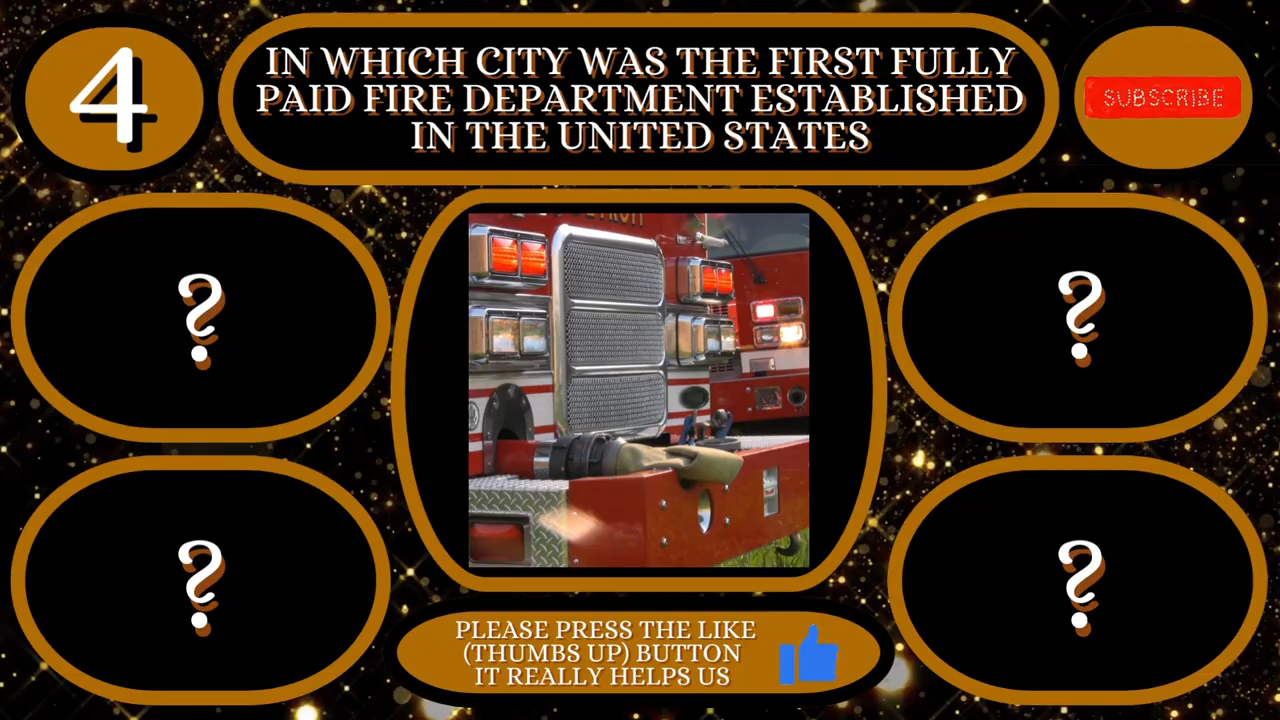 4
IN WHICH CITY WAS THE FIRST FULLY
PAID FIRE DEPARTMENT ESTABLISHED
IN THE UNITED STATES
SUBSCRIBE
?
?
?
?
PLEASE PRESS THE LIKE
(THUMBS UP) BUTTON
IT REALLY HELPS US